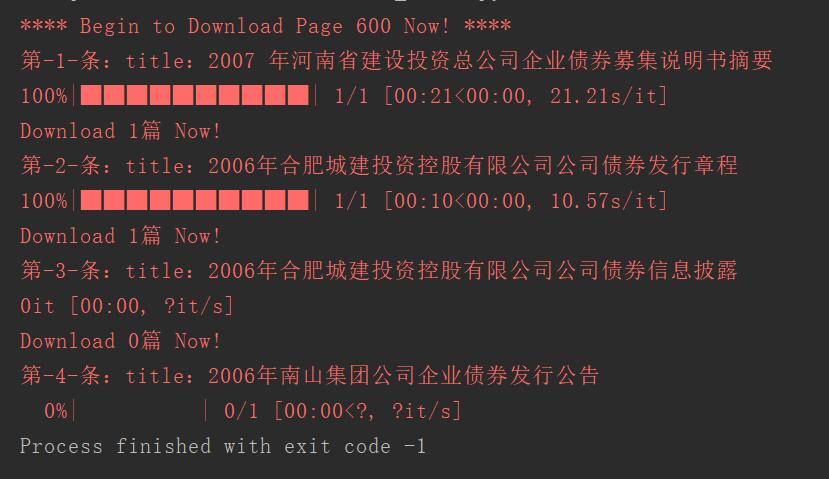 **** Begin to Download Page 600 Now! ****
第-1-条: title: 2007 年河南省建设投资总公司企业债券募集说明书摘要
100%|██████████| 1/1 [00:21<00:00, 21.21s/it]
Download 1篇 Now!
第-2-条: title: 2006年合肥城建投资控股有限公司公司债券发行章程
100%|██████████| 1/1 [00:10<00:00, 10.57s/it]
Download 1篇 Now!
第-3-条: title: 2006年合肥城建投资控股有限公司公司债券信息披露
0it [00:00, ?it/s]
Download 0篇 Now!
第-4-条: title: 2006年南山集团公司企业债券发行公告
  0%|          | 0/1 [00:00<?, ?it/s]
Process finished with exit code -1